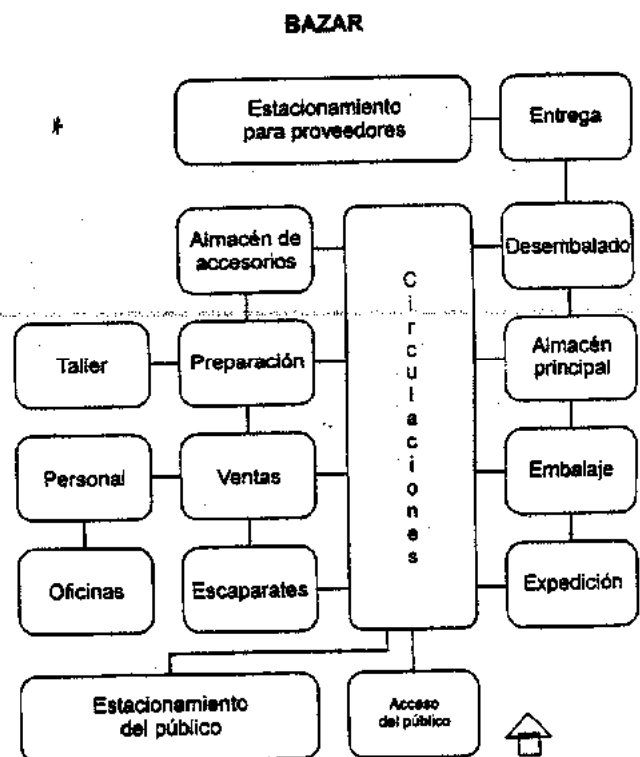 BAZAR
Estacionamiento
para proveedores
Entrega
Almacén de
accesorios
Desembalado
Circulaciones
Taller
Preparación
Almacén
principal
Personal
Ventas
Embalaje
Oficinas
Escaparates
Expedición
Estacionamiento
del público
Acceso
del público